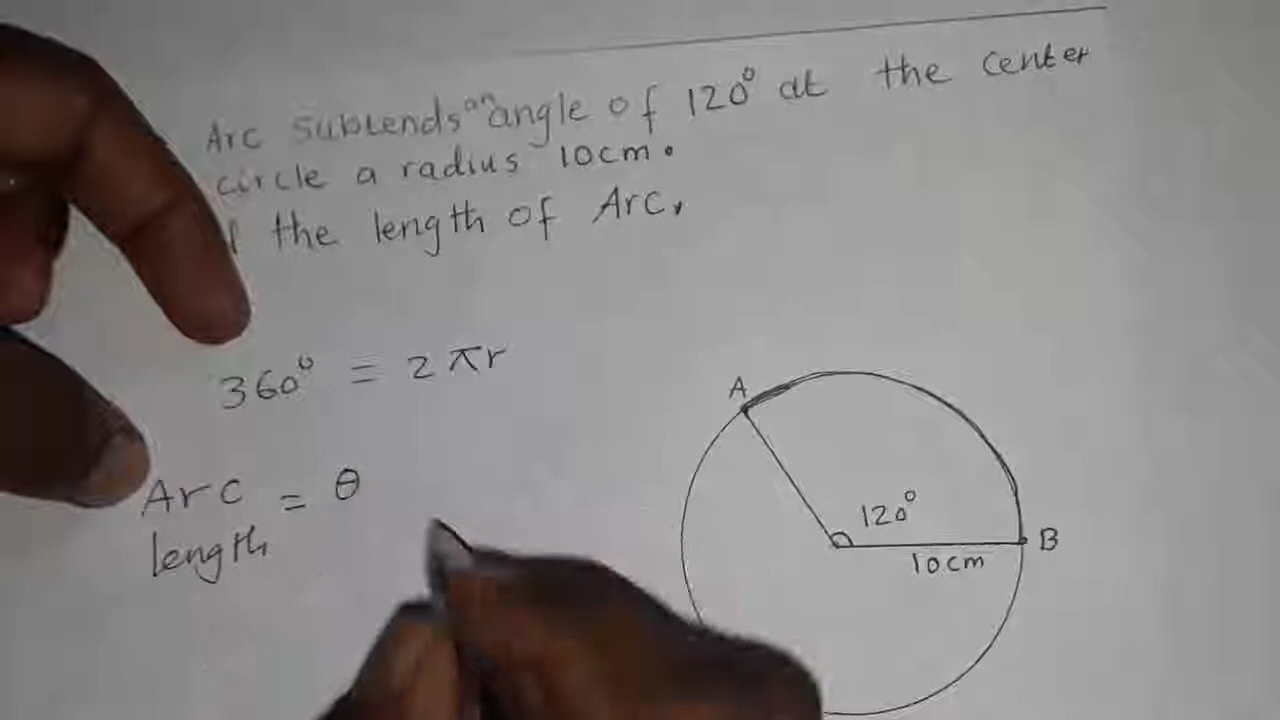 Arc subtends an angle of 120° at the center
circle a radius 10cm.
the length of Arc,
360° = 2πr
Arc = θ
length
A
120°
B
10cm